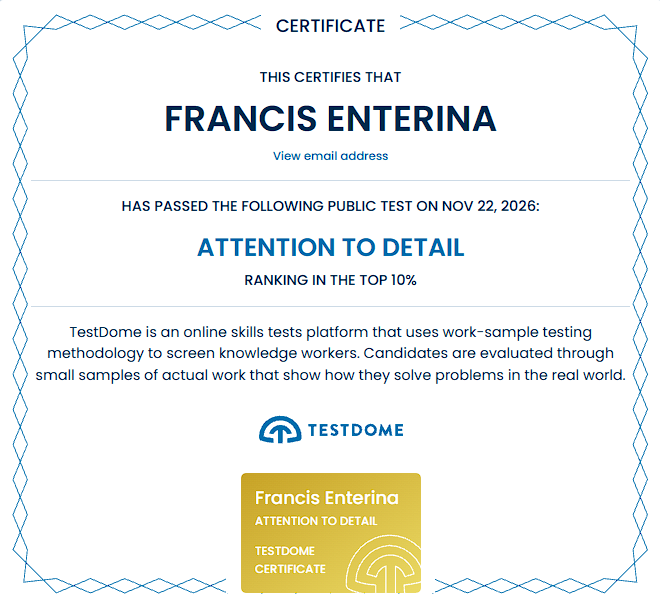 CERTIFICATE
THIS CERTIFIES THAT
FRANCIS ENTERINA
View email address
HAS PASSED THE FOLLOWING PUBLIC TEST ON NOV 22, 2026:
ATTENTION TO DETAIL
RANKING IN THE TOP 10%
TestDome is an online skills tests platform that uses work-sample testing
methodology to screen knowledge workers. Candidates are evaluated through
small samples of actual work that show how they solve problems in the real world.
TESTDOME
Francis Enterina
ATTENTION TO DETAIL
TESTDOME
CERTIFICATE